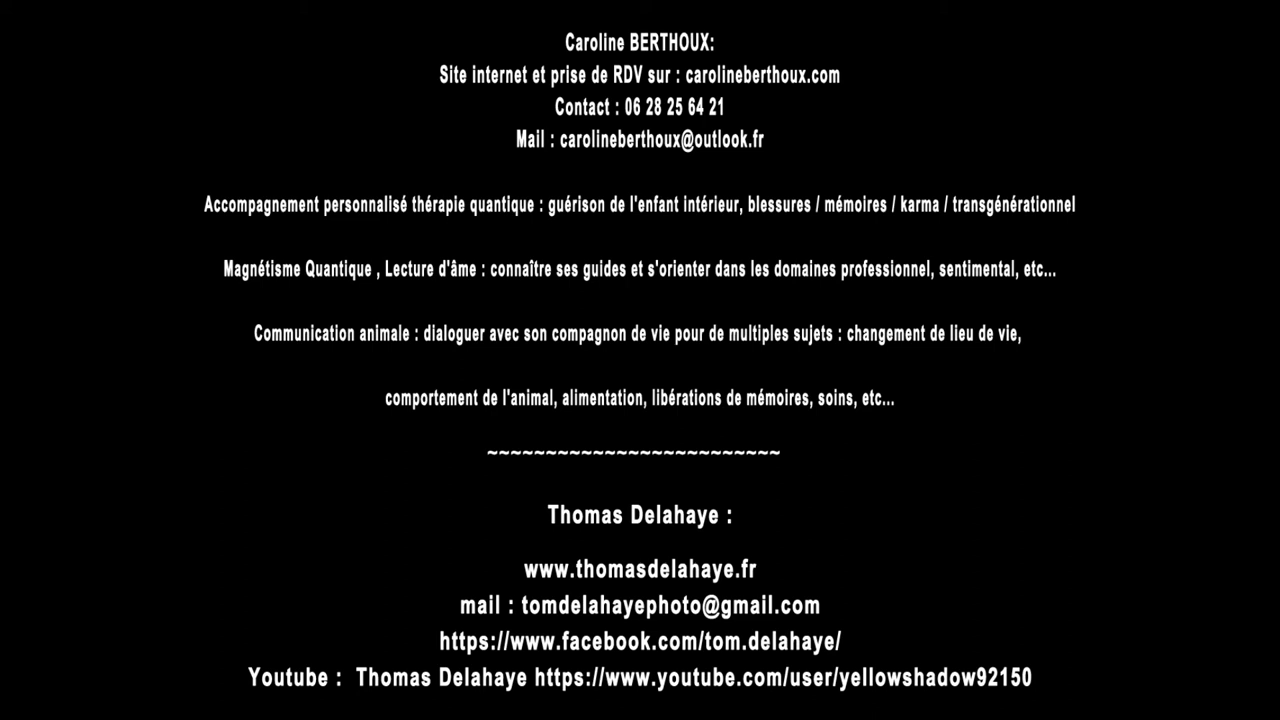 Caroline BERTHOUX:
Site internet et prise de RDV sur : carolineberthoux.com
Contact : 06 28 25 64 21
Mail : carolineberthoux@outlook.fr
Accompagnement personnalisé thérapie quantique : guérison de l'enfant intérieur, blessures / mémoires / karma / transgénérationnel
Magnétisme Quantique , Lecture d'âme : connaître ses guides et s'orienter dans les domaines professionnel, sentimental, etc...
Communication animale : dialoguer avec son compagnon de vie pour de multiples sujets : changement de lieu de vie,
comportement de l'animal, alimentation, libérations de mémoires, soins, etc...
~~~~~~~~~~~~~~~~~~~~~~~~~
Thomas Delahaye :
www.thomasdelahaye.fr
mail : tomdelahayephoto@gmail.com
https://www.facebook.com/tom.delahaye/
Youtube :  Thomas Delahaye https://www.youtube.com/user/yellowshadow92150